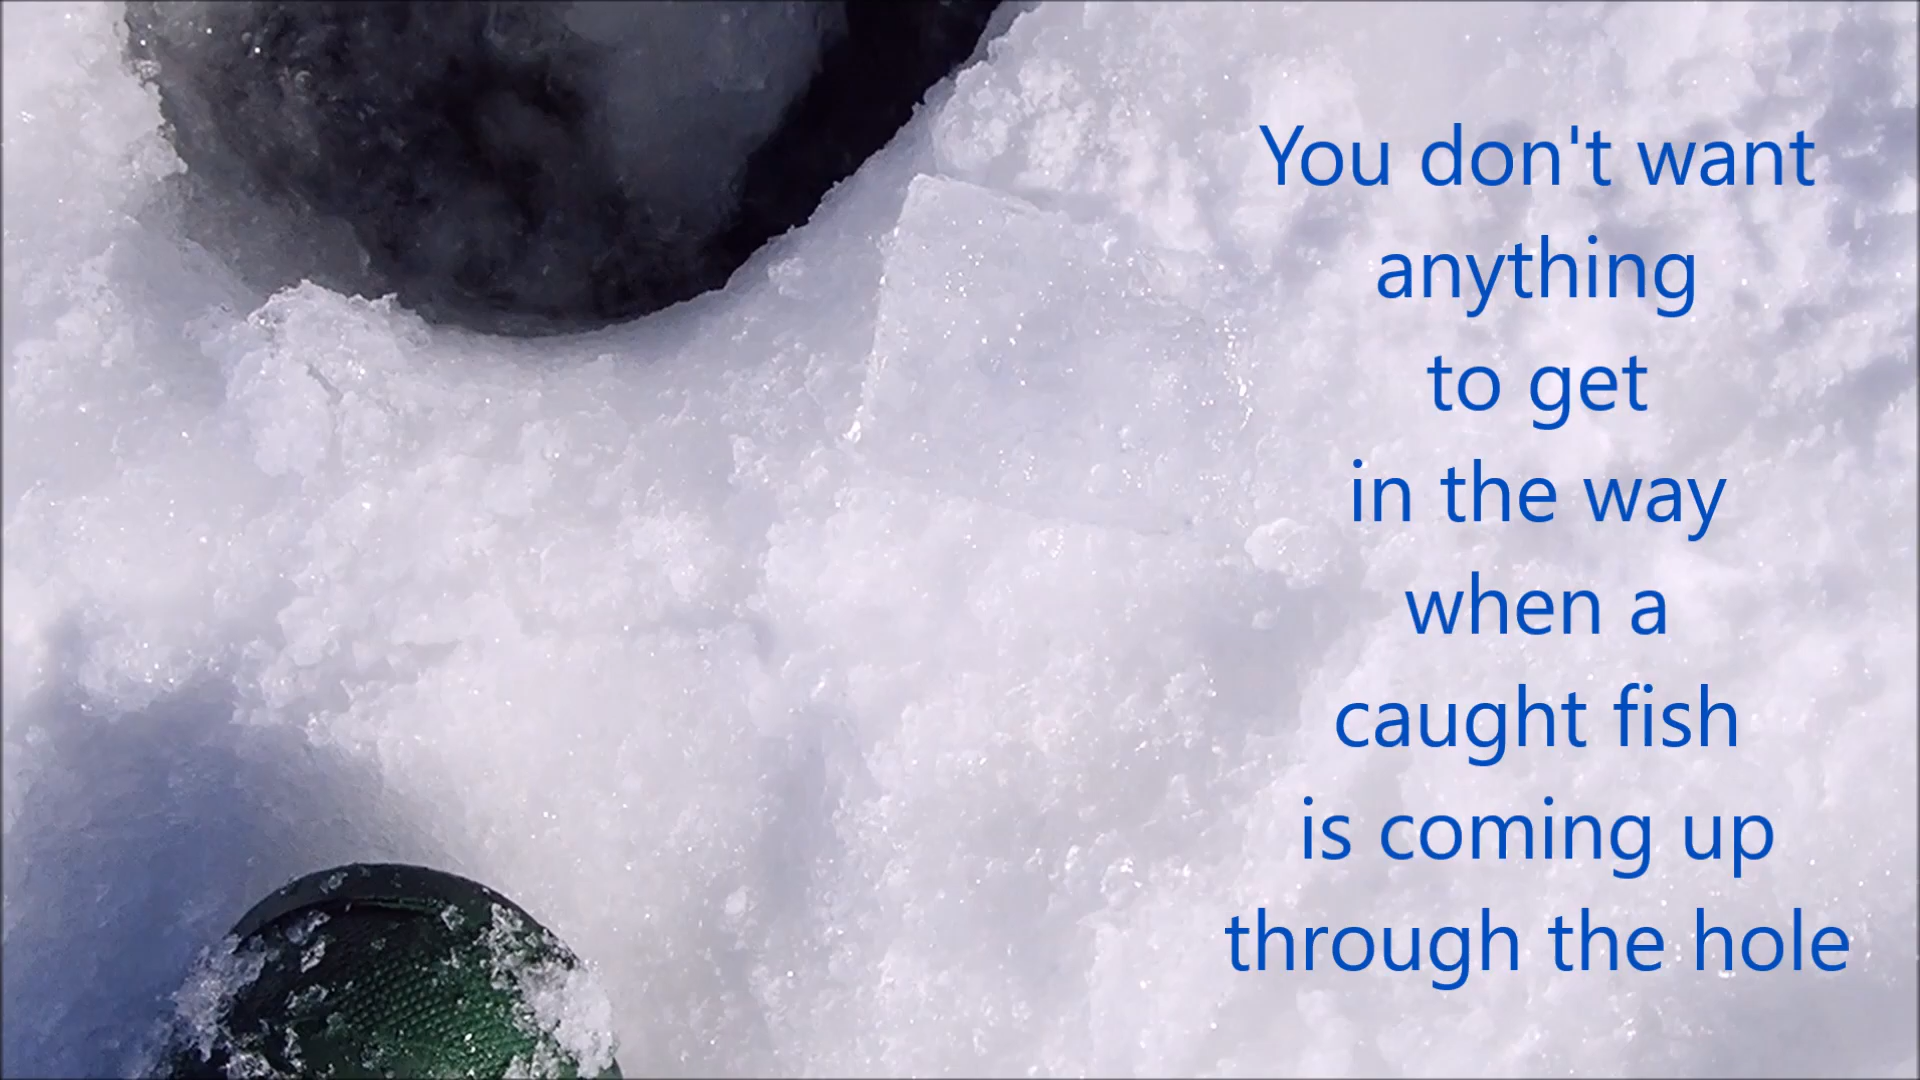 You don't want
anything
to get
in the way
when a
caught fish
is coming up
through the hole